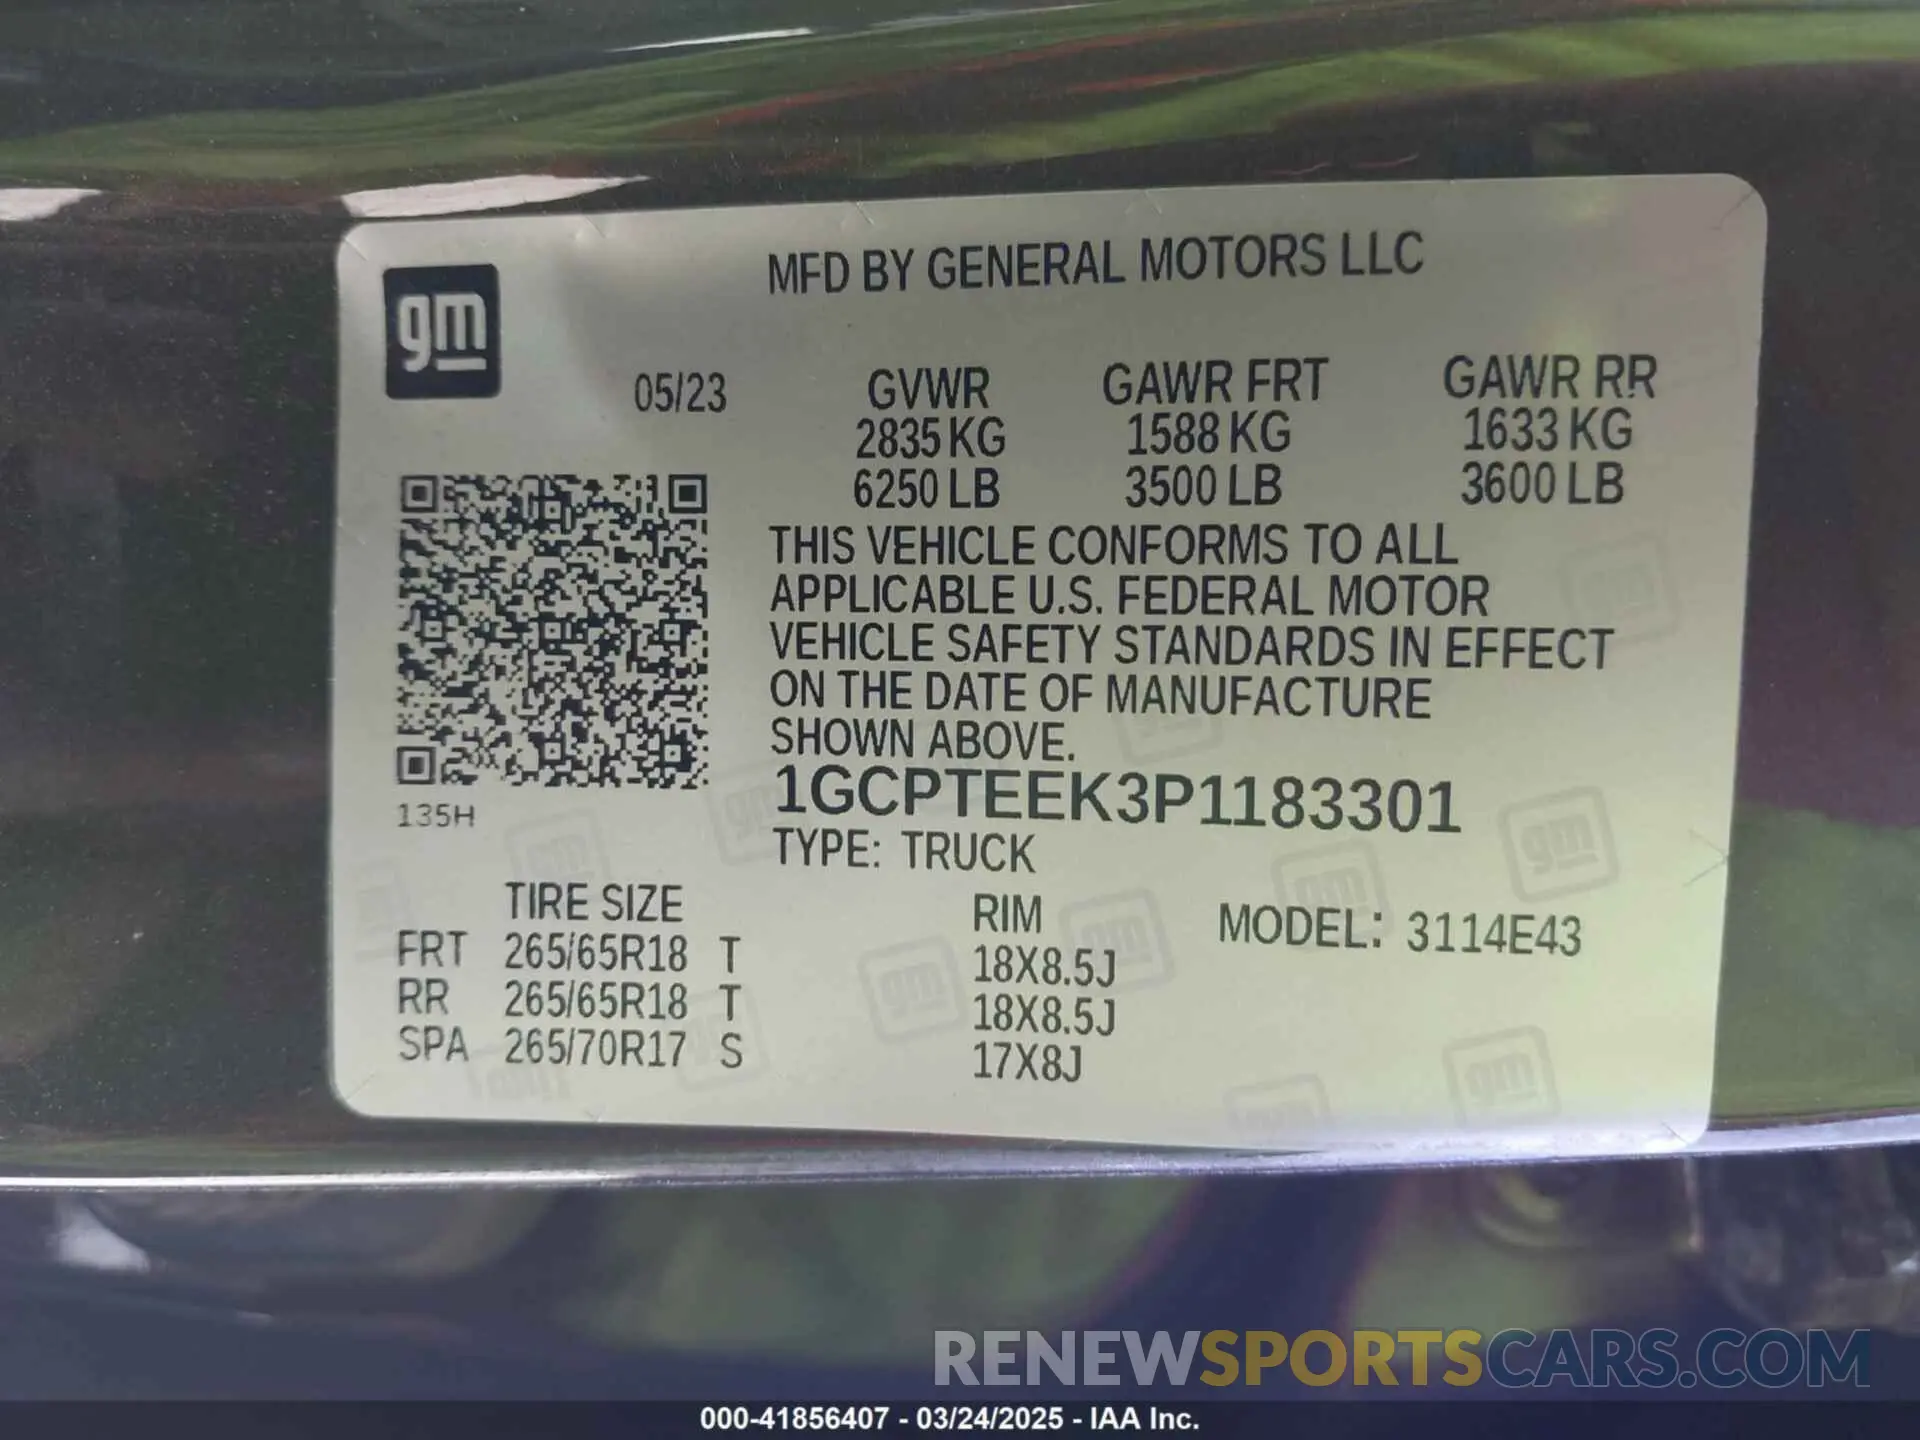 MFD BY GENERAL MOTORS LLC
gm
05/23 GVWR GAWR FRT GAWR RR
2835 KG 1588 KG 1633 KG
6250 LB 3500 LB 3600 LB
THIS VEHICLE CONFORMS TO ALL
APPLICABLE U.S. FEDERAL MOTOR
VEHICLE SAFETY STANDARDS IN EFFECT
ON THE DATE OF MANUFACTURE
SHOWN ABOVE.
1GCPTEEK3P1183301
135H
TYPE: TRUCK
TIRE SIZE RIM MODEL: 3114E43
FRT 265/65R18 T 18X8.5J
RR 265/65R18 T 18X8.5J
SPA 265/70R17 S 17X8J
RENEWSPORTSCARS.COM
000-41856407 - 03/24/2025 - IAA Inc.